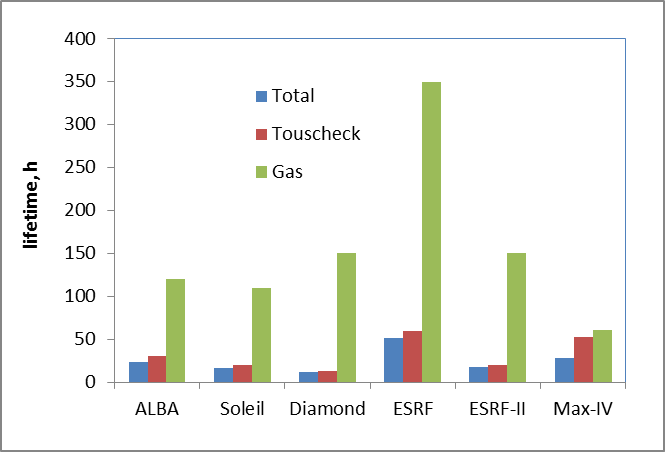 400
350
300
250
200
150
100
50
0
lifetime, h
Total
Touscheck
Gas
ALBA Soleil Diamond ESRF ESRF-II Max-IV